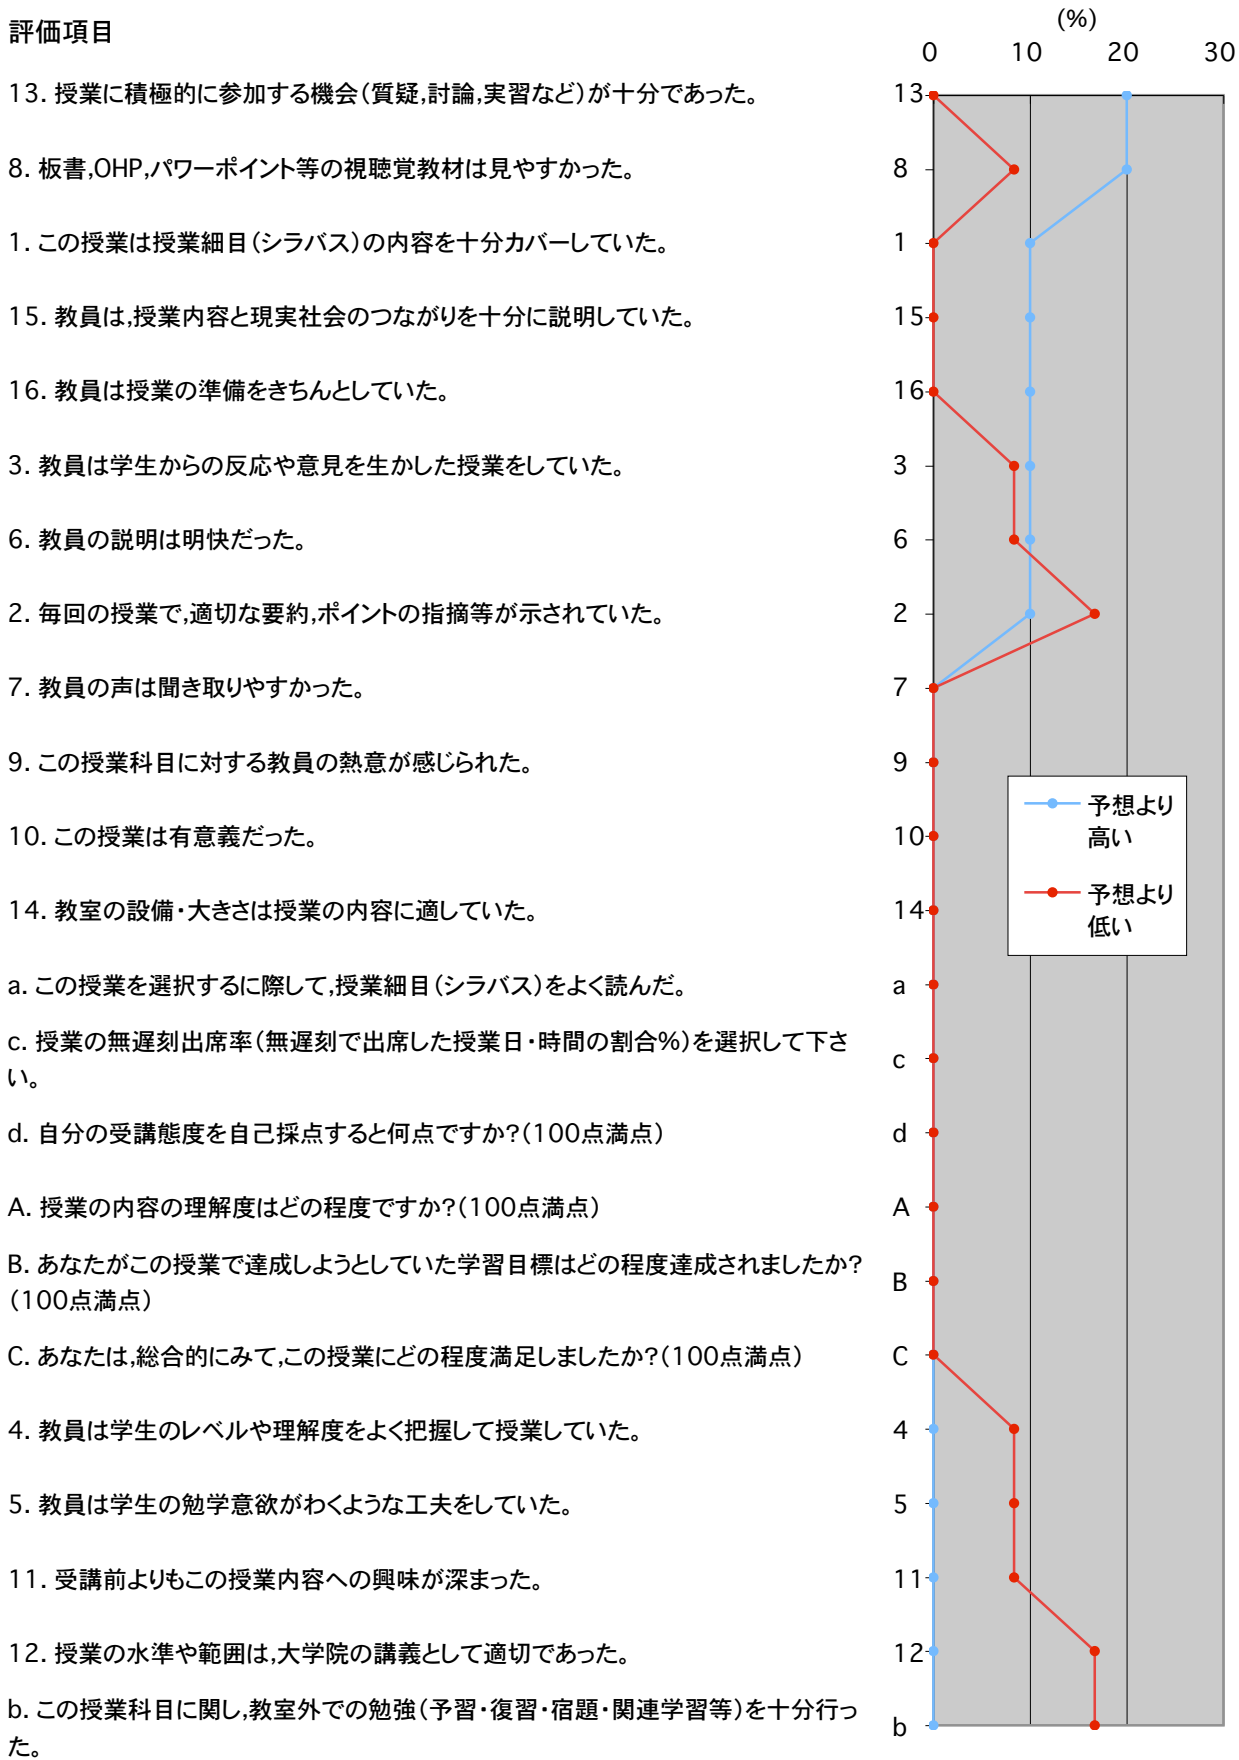 評価項目
13. 授業に積極的に参加する機会(質疑,討論,実習など)が十分であった。
8. 板書,OHP,パワーポイント等の視聴覚教材は見やすかった。
1. この授業は授業細目(シラバス)の内容を十分カバーしていた。
15. 教員は,授業内容と現実社会のつながりを十分に説明していた。
16. 教員は授業の準備をきちんとしていた。
3. 教員は学生からの反応や意見を生かした授業をしていた。
6. 教員の説明は明快だった。
2. 毎回の授業で,適切な要約,ポイントの指摘等が示されていた。
7. 教員の声は聞き取りやすかった。
9. この授業科目に対する教員の熱意が感じられた。
10. この授業は有意義だった。
14. 教室の設備・大きさは授業の内容に適していた。
a. この授業を選択するに際して,授業細目(シラバス)をよく読んだ。
c. 授業の無遅刻出席率(無遅刻で出席した授業日・時間の割合%)を選択して下さ
い。
d. 自分の受講態度を自己採点すると何点ですか?(100点満点)
A. 授業の内容の理解度はどの程度ですか?(100点満点)
B. あなたがこの授業で達成しようとしていた学習目標はどの程度達成されましたか?
(100点満点)
C. あなたは,総合的にみて,この授業にどの程度満足しましたか?(100点満点)
4. 教員は学生のレベルや理解度をよく把握して授業していた。
5. 教員は学生の勉学意欲がわくような工夫をしていた。
11. 受講前よりもこの授業内容への興味が深まった。
12. 授業の水準や範囲は,大学院の講義として適切であった。
b. この授業科目に関し,教室外での勉強(予習・復習・宿題・関連学習等)を十分行っ
た。
(%)
0 10 20 30
13
8
1
15
16
3
6
2
7
9
10
14
a
c
d
A
B
C
4
5
11
12
b
予想より
高い
予想より
低い